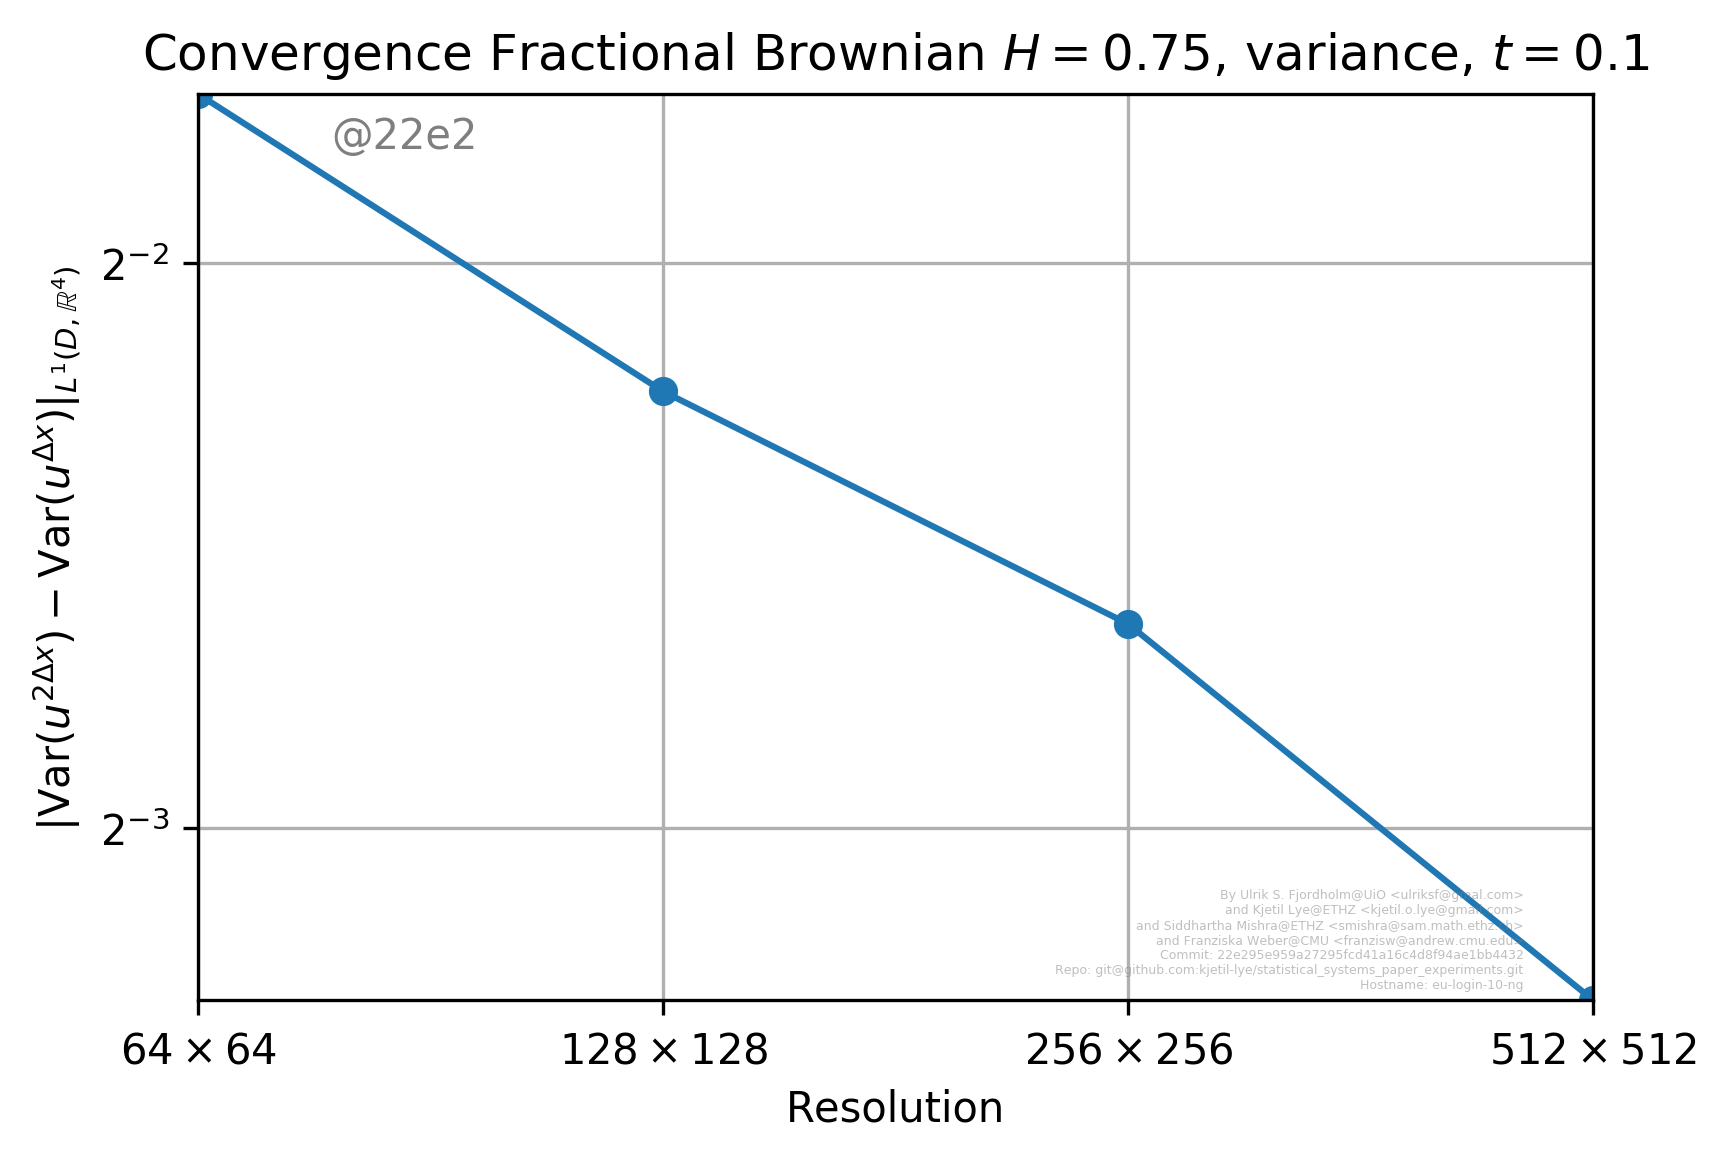 Convergence Fractional Brownian H = 0.75, variance, t = 0.1
@22e2
2⁻²
2⁻³
|Var(u^{2Δx}) − Var(u^{Δx})|_{L¹(D,ℝ⁴)}
By Ulrik S. Fjordholm@UiO <ulriksf@gmail.com>
and Kjetil Lye@ETHZ <kjetil.o.lye@gmail.com>
and Siddhartha Mishra@ETHZ <smishra@sam.math.ethz.ch>
and Franziska Weber@CMU <franzisw@andrew.cmu.edu>
Commit: 22e295e959a27295fcd41a16c4d8f94ae1bb4432
Repo: git@github.com:kjetil-lye/statistical_systems_paper_experiments.git
Hostname: eu-login-10-ng
64 × 64
128 × 128
256 × 256
512 × 512
Resolution